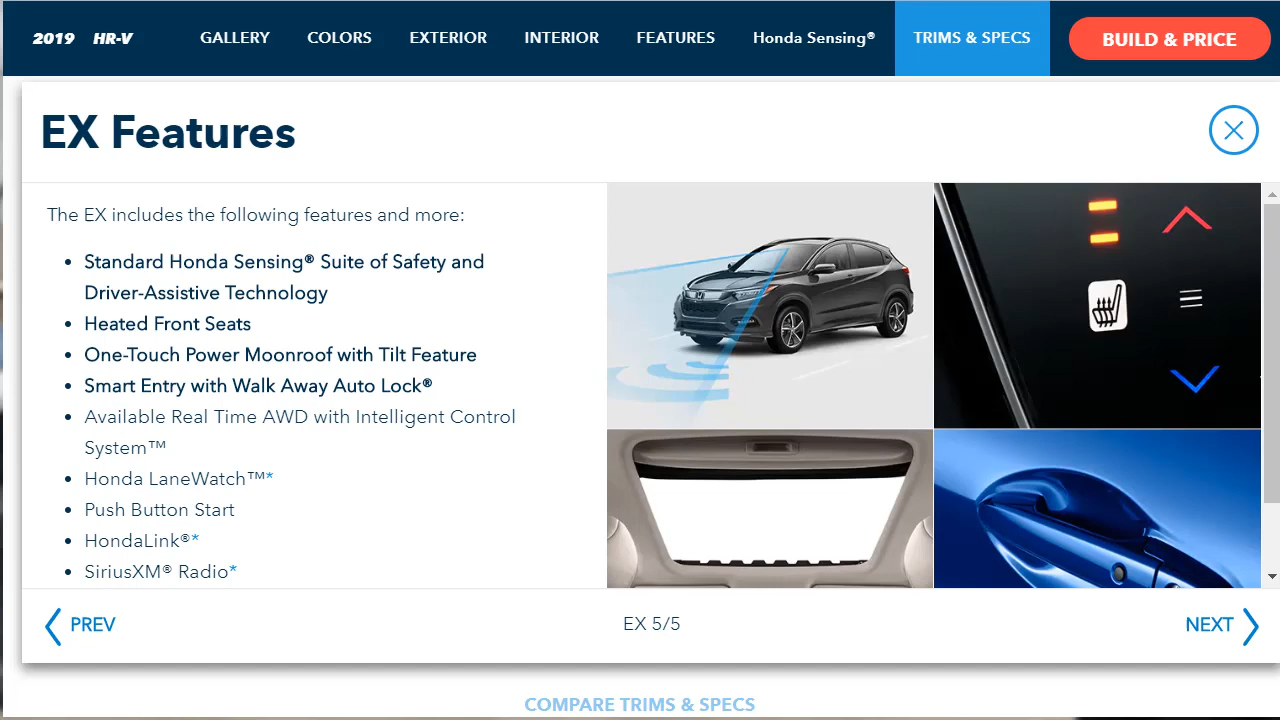 2019 HR-V GALLERY COLORS EXTERIOR INTERIOR FEATURES Honda Sensing® TRIMS & SPECS BUILD & PRICE
EX Features
The EX includes the following features and more:
• Standard Honda Sensing® Suite of Safety and
Driver-Assistive Technology
• Heated Front Seats
• One-Touch Power Moonroof with Tilt Feature
• Smart Entry with Walk Away Auto Lock®
• Available Real Time AWD with Intelligent Control
System™
• Honda LaneWatch™*
• Push Button Start
• HondaLink®*
• SiriusXM® Radio*
PREV EX 5/5 NEXT
COMPARE TRIMS & SPECS